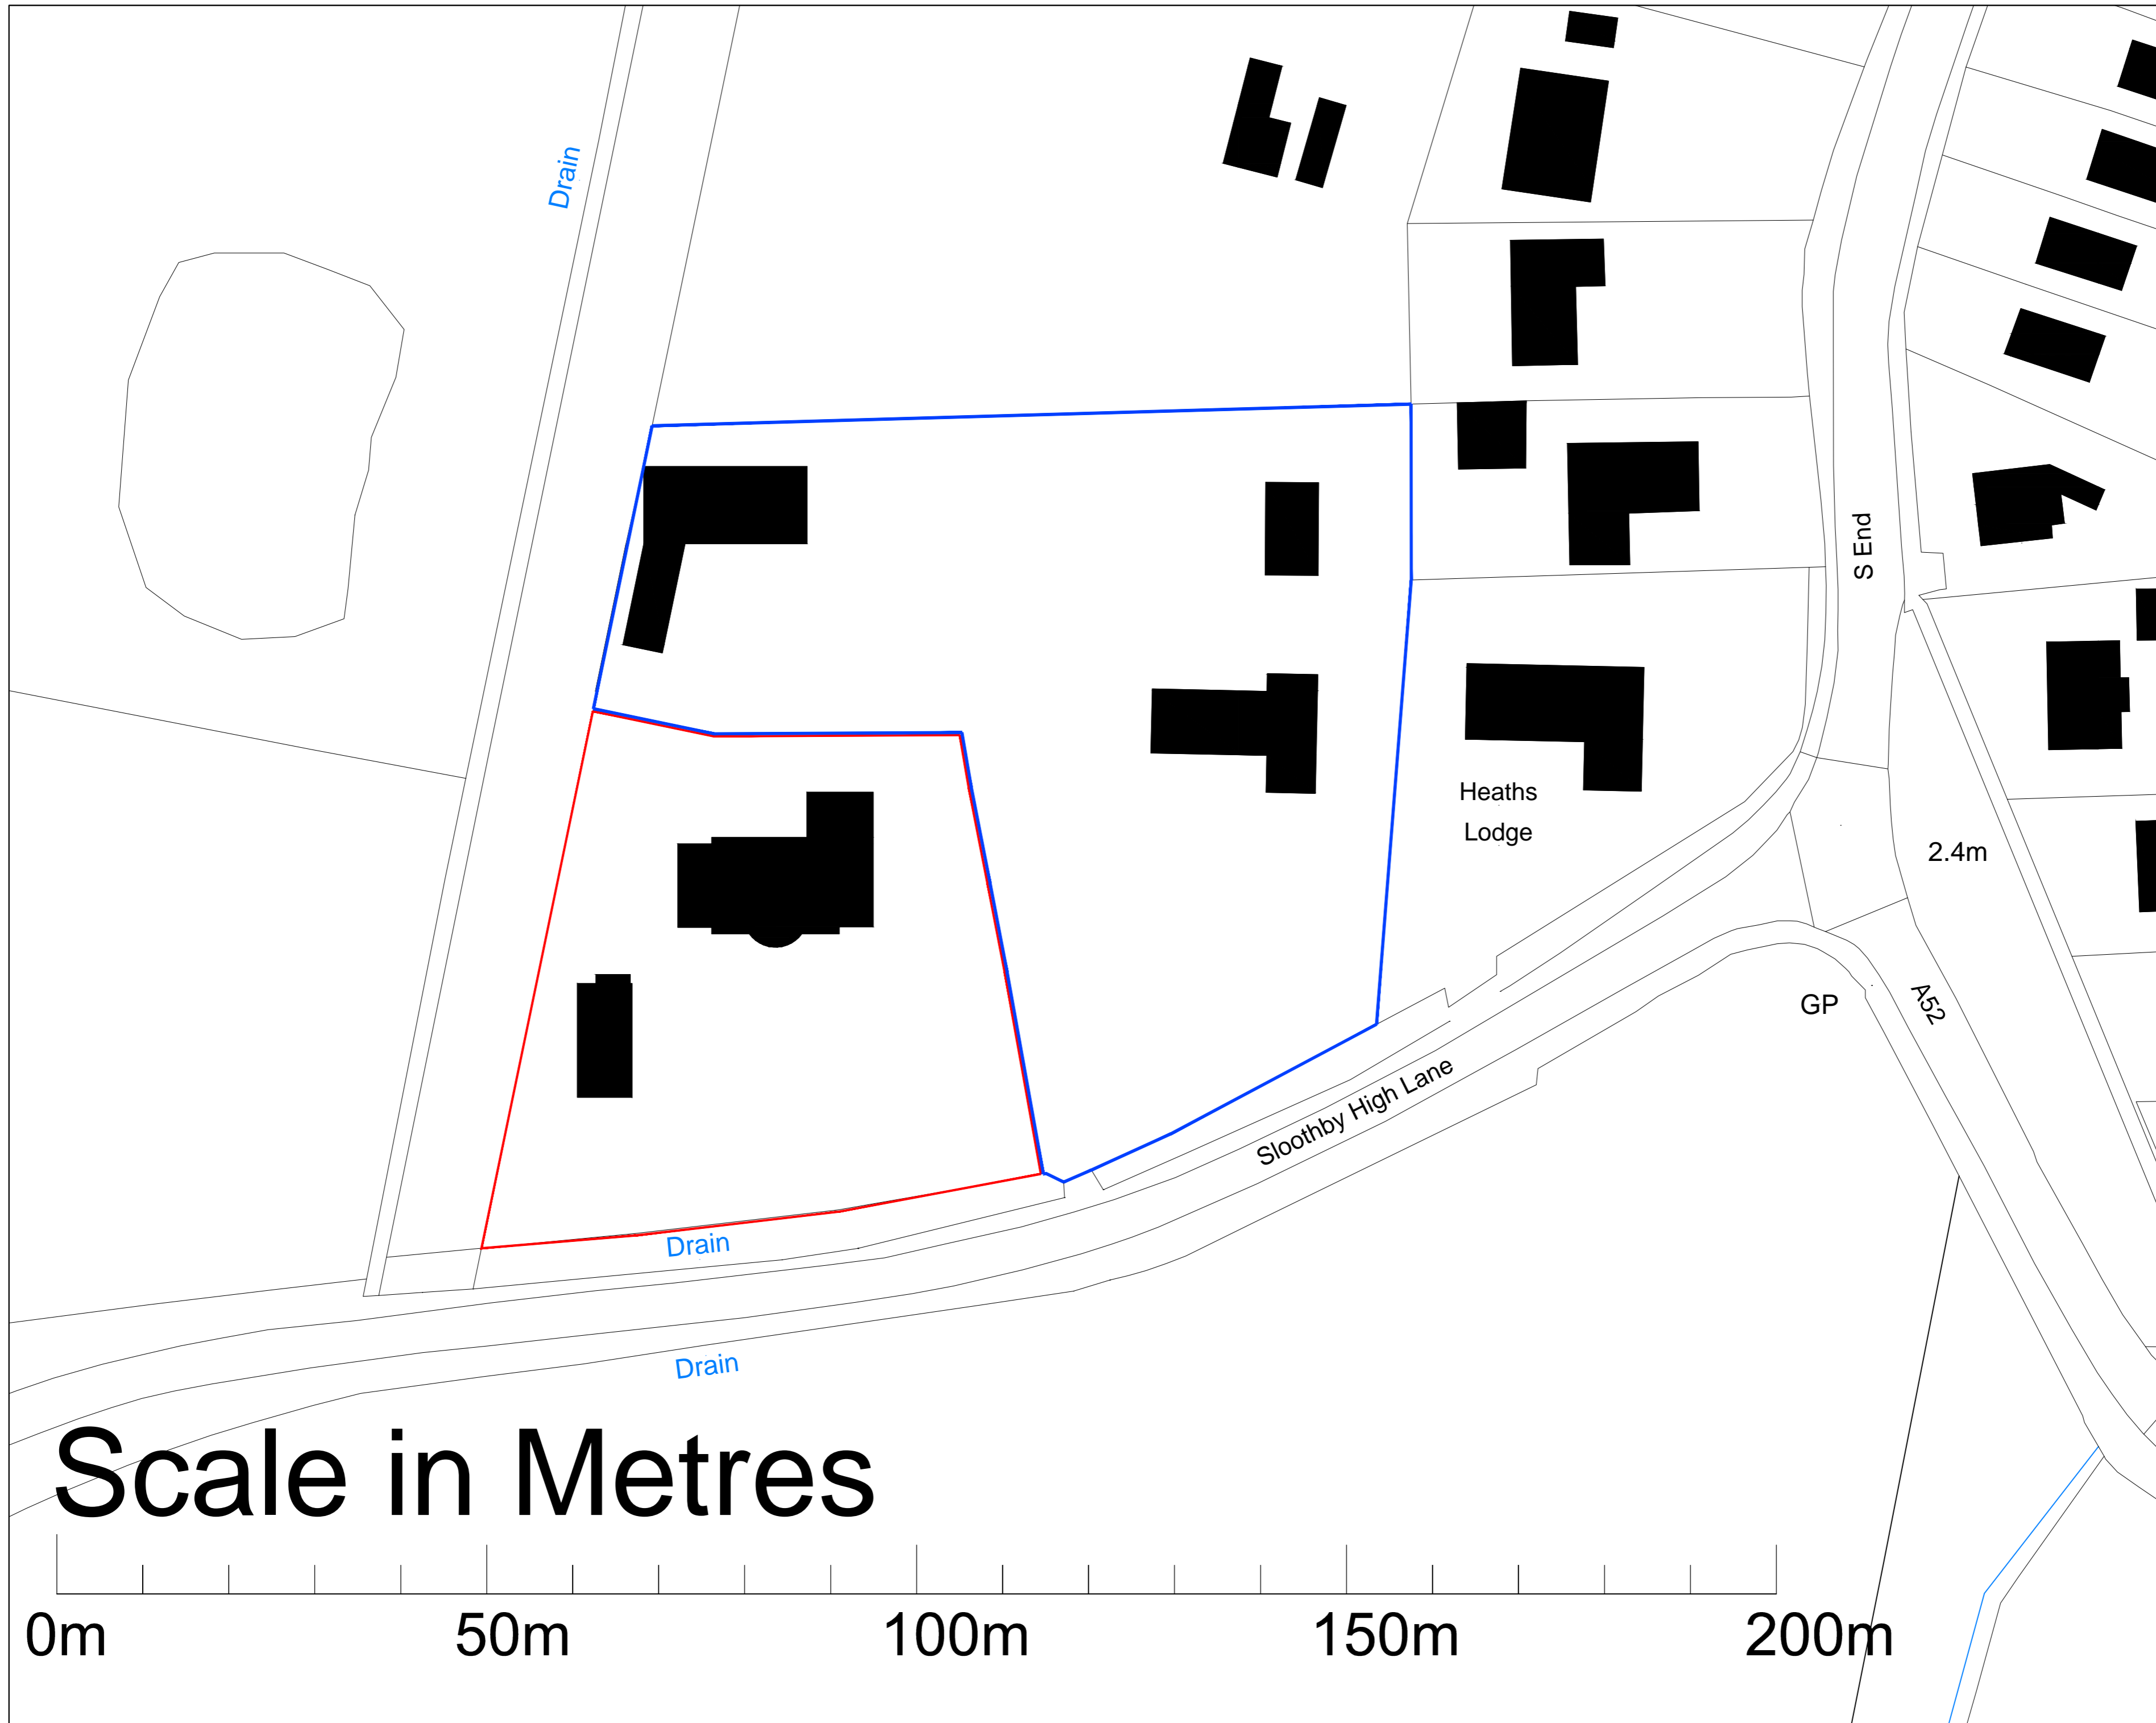 Drain
S End
Heaths
Lodge
2.4m
GP
A52
Sloothby High Lane
Drain
Drain
Scale in Metres
0m 50m 100m 150m 200m